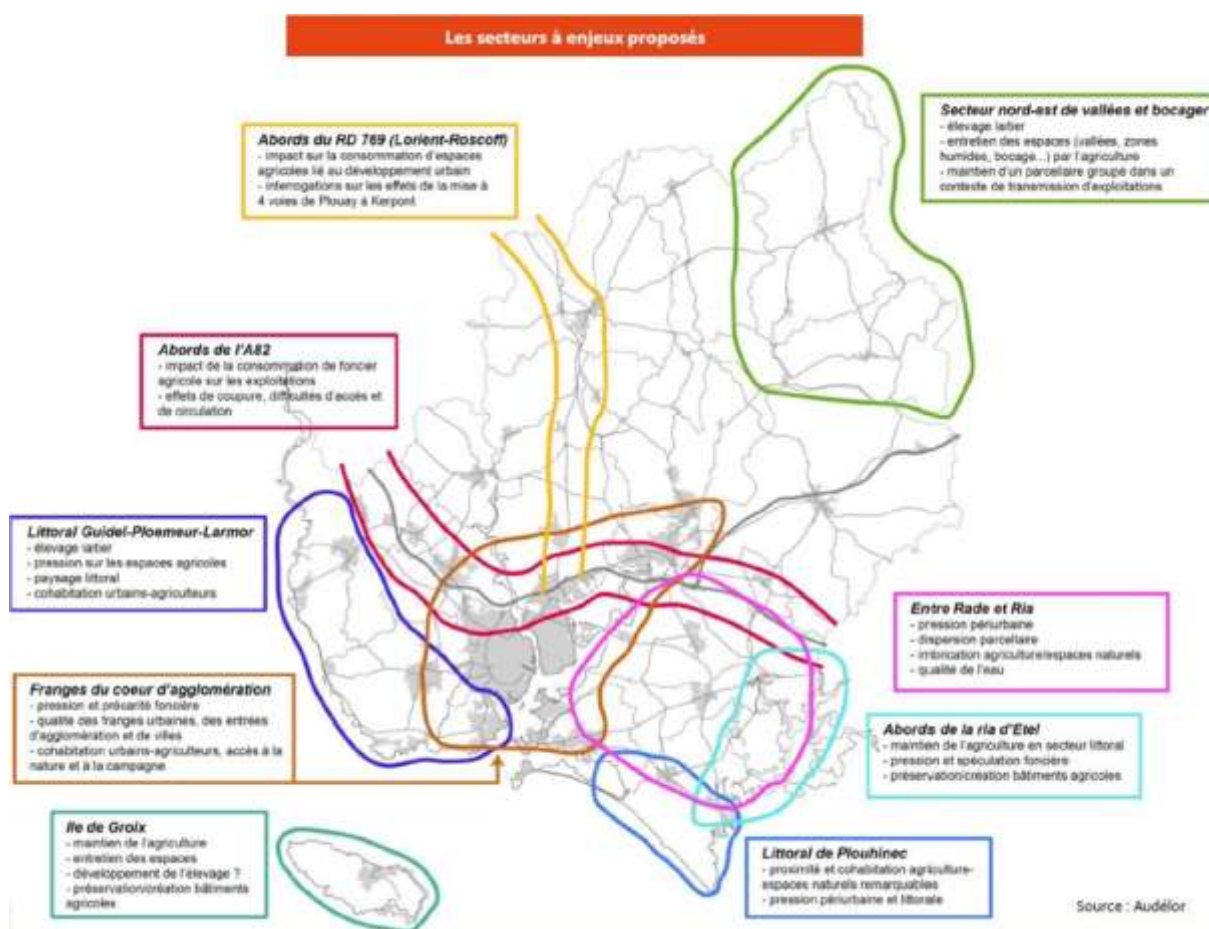 Les secteurs à enjeux proposés
Secteur nord-est de vallées et bocager
- élevage laitier
- entretien des espaces (vallées, zones
humides, bocage...) par l'agriculture
- maintien d'un parcellaire groupé dans un
contexte de transmission d'exploitations
Abords du RD 769 (Lorient-Roscoff)
- impact sur la consommation d'espaces
agricoles lié au développement urbain
- interrogations sur les effets de la mise à
4 voies de Plouay à Kerpont
Abords de l'A82
- impact de la consommation de foncier
agricole sur les exploitations
- effets de coupure, difficultés d'accès et
de circulation
Littoral Guidel-Ploemeur-Larmor
- élevage laitier
- pression sur les espaces agricoles
- paysage littoral
- cohabitation urbains-agriculteurs
Entre Rade et Ria
- pression périurbaine
- dispersion parcellaire
- imbrication agriculture/espaces naturels
- qualité de l'eau
Franges du coeur d'agglomération
- pression et précarité foncière
- qualité des franges urbaines, des entrées
d'agglomération et de villes
- cohabitation urbains-agriculteurs, accès à la
nature et à la campagne
Abords de la ria d'Etel
- maintien de l'agriculture en secteur littoral
- pression et spéculation foncière
- préservation/création bâtiments agricoles
Ile de Groix
- maintien de l'agriculture
- entretien des espaces
- développement de l'élevage ?
- préservation/création bâtiments
agricoles
Littoral de Plouhinec
- proximité et cohabitation agriculture-
espaces naturels remarquables
- pression périurbaine et littorale
Source : Audélor